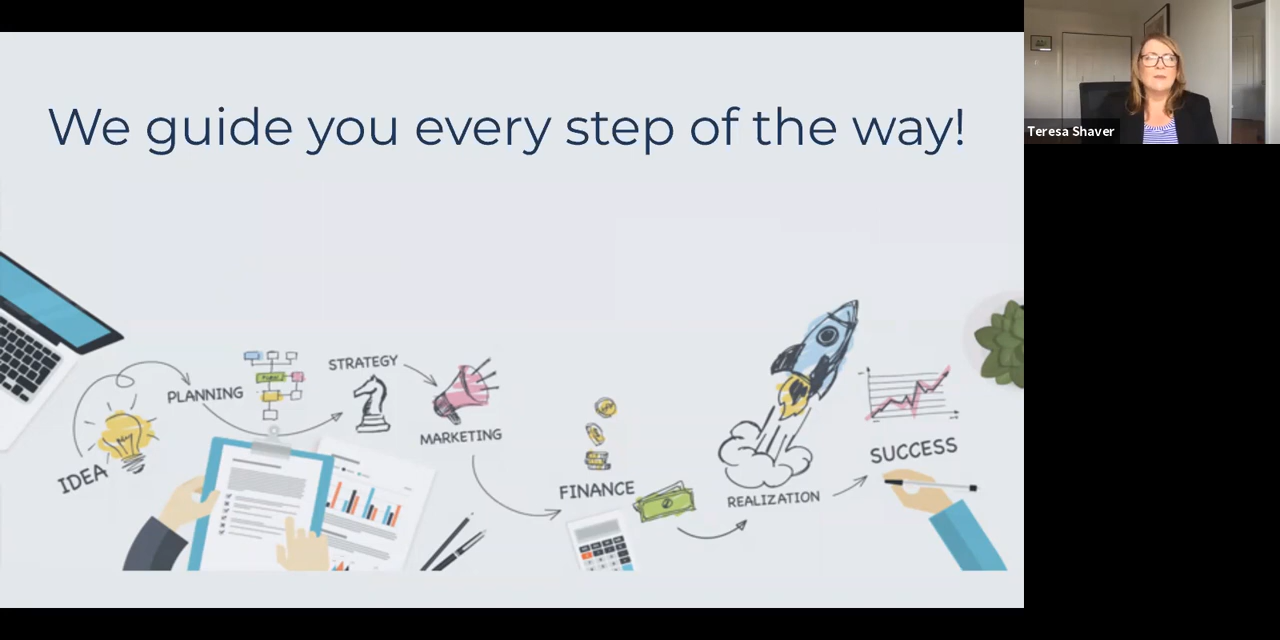 We guide you every step of the way!
Teresa Shaver
IDEA
PLANNING
STRATEGY
MARKETING
FINANCE
REALIZATION
SUCCESS